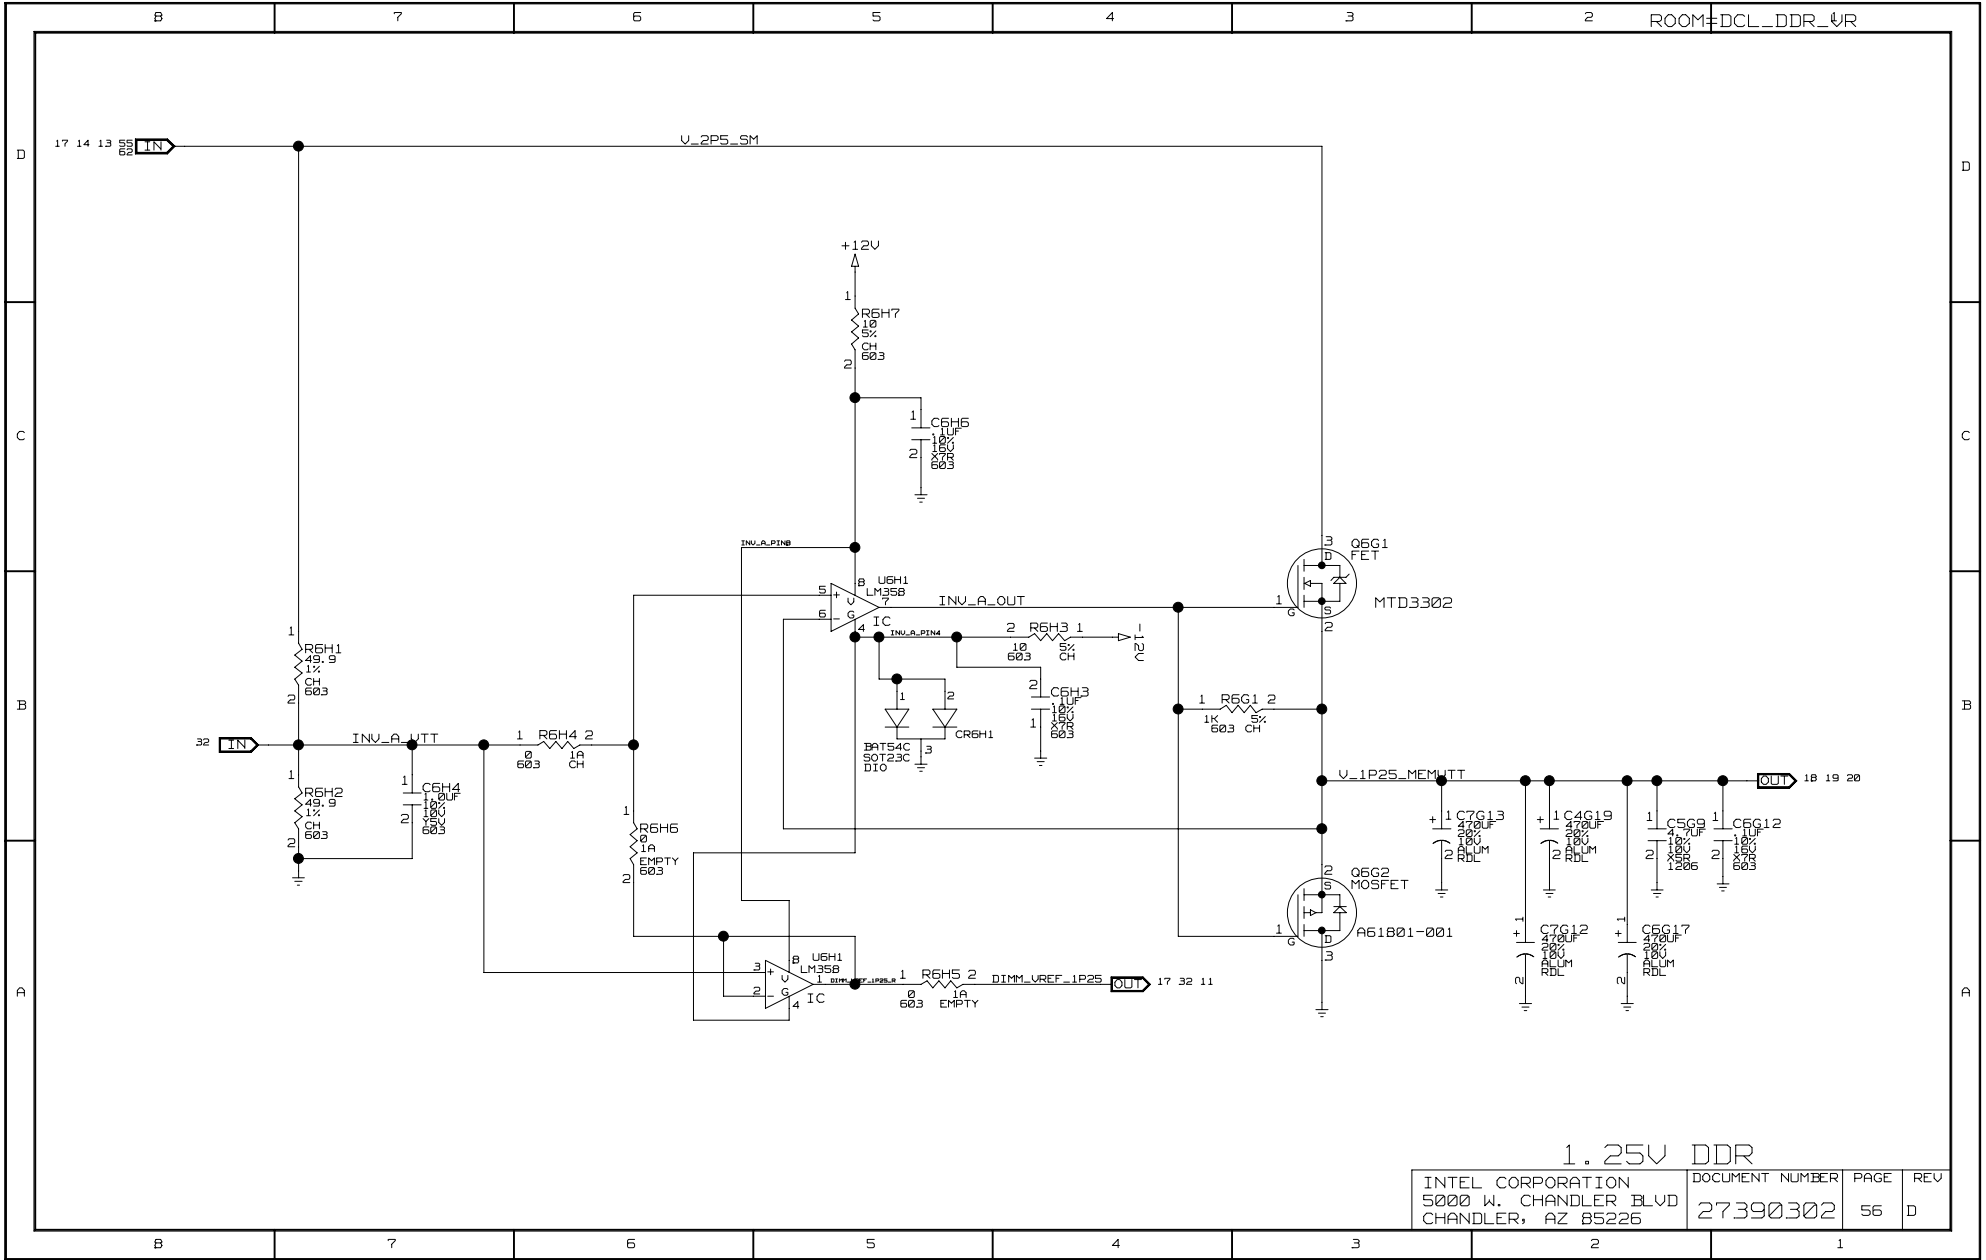 8 7 6 5 4 3 2 1
ROOM=DCL_DDR_VR
D
D
17 14 13 55
62
IN
V_2P5_SM
+12V
1
R6H7
10
5%
CH
603
2
C
C
1
C6H6
.1UF
10%
16V
X7R
603
2
INV_A_PIN8
3
D
Q6G1
FET
MTD3302
1
G
S
2
8
U6H1
LM358
5
+
V
7
6
-
G
4
IC
INV_A_OUT
INV_A_PIN4
2 R6H3 1
10 5%
603 CH
-12V
1
R6H1
49.9
1%
CH
603
2
B
B
1
2
BAT54C
SOT23C
DIO
3
CR6H1
2
C6H3
.1UF
10%
16V
X7R
603
1
1 R6G1 2
1K 5%
603 CH
32
IN
INV_A_VTT
1 R6H4 2
0 1A
603 CH
1
R6H2
49.9
1%
CH
603
2
1
C6H4
1.0UF
10%
10V
Y5V
603
2
1
R6H6
0
1A
EMPTY
603
2
V_1P25_MEMVTT
OUT
18 19 20
+
1
C7G13
470UF
20%
10V
ALUM
RDL
2
+
1
C4G19
470UF
20%
10V
ALUM
RDL
2
1
C5G9
4.7UF
10%
10V
X5R
1206
2
1
C6G12
.1UF
10%
16V
X7R
603
2
2
S
Q6G2
MOSFET
A61801-001
1
G
D
3
1
+
C7G12
470UF
20%
10V
ALUM
RDL
2
1
+
C6G17
470UF
20%
10V
ALUM
RDL
2
A
A
8
U6H1
LM358
3
+
V
1
2
-
G
4
IC
DIMM_VREF_1P25_R
1 R6H5 2
0 1A
603 EMPTY
DIMM_VREF_1P25
OUT
17 32 11
1.25V DDR
INTEL CORPORATION
5000 W. CHANDLER BLVD
CHANDLER, AZ 85226
DOCUMENT NUMBER
27390302
PAGE
56
REV
D
8 7 6 5 4 3 2 1